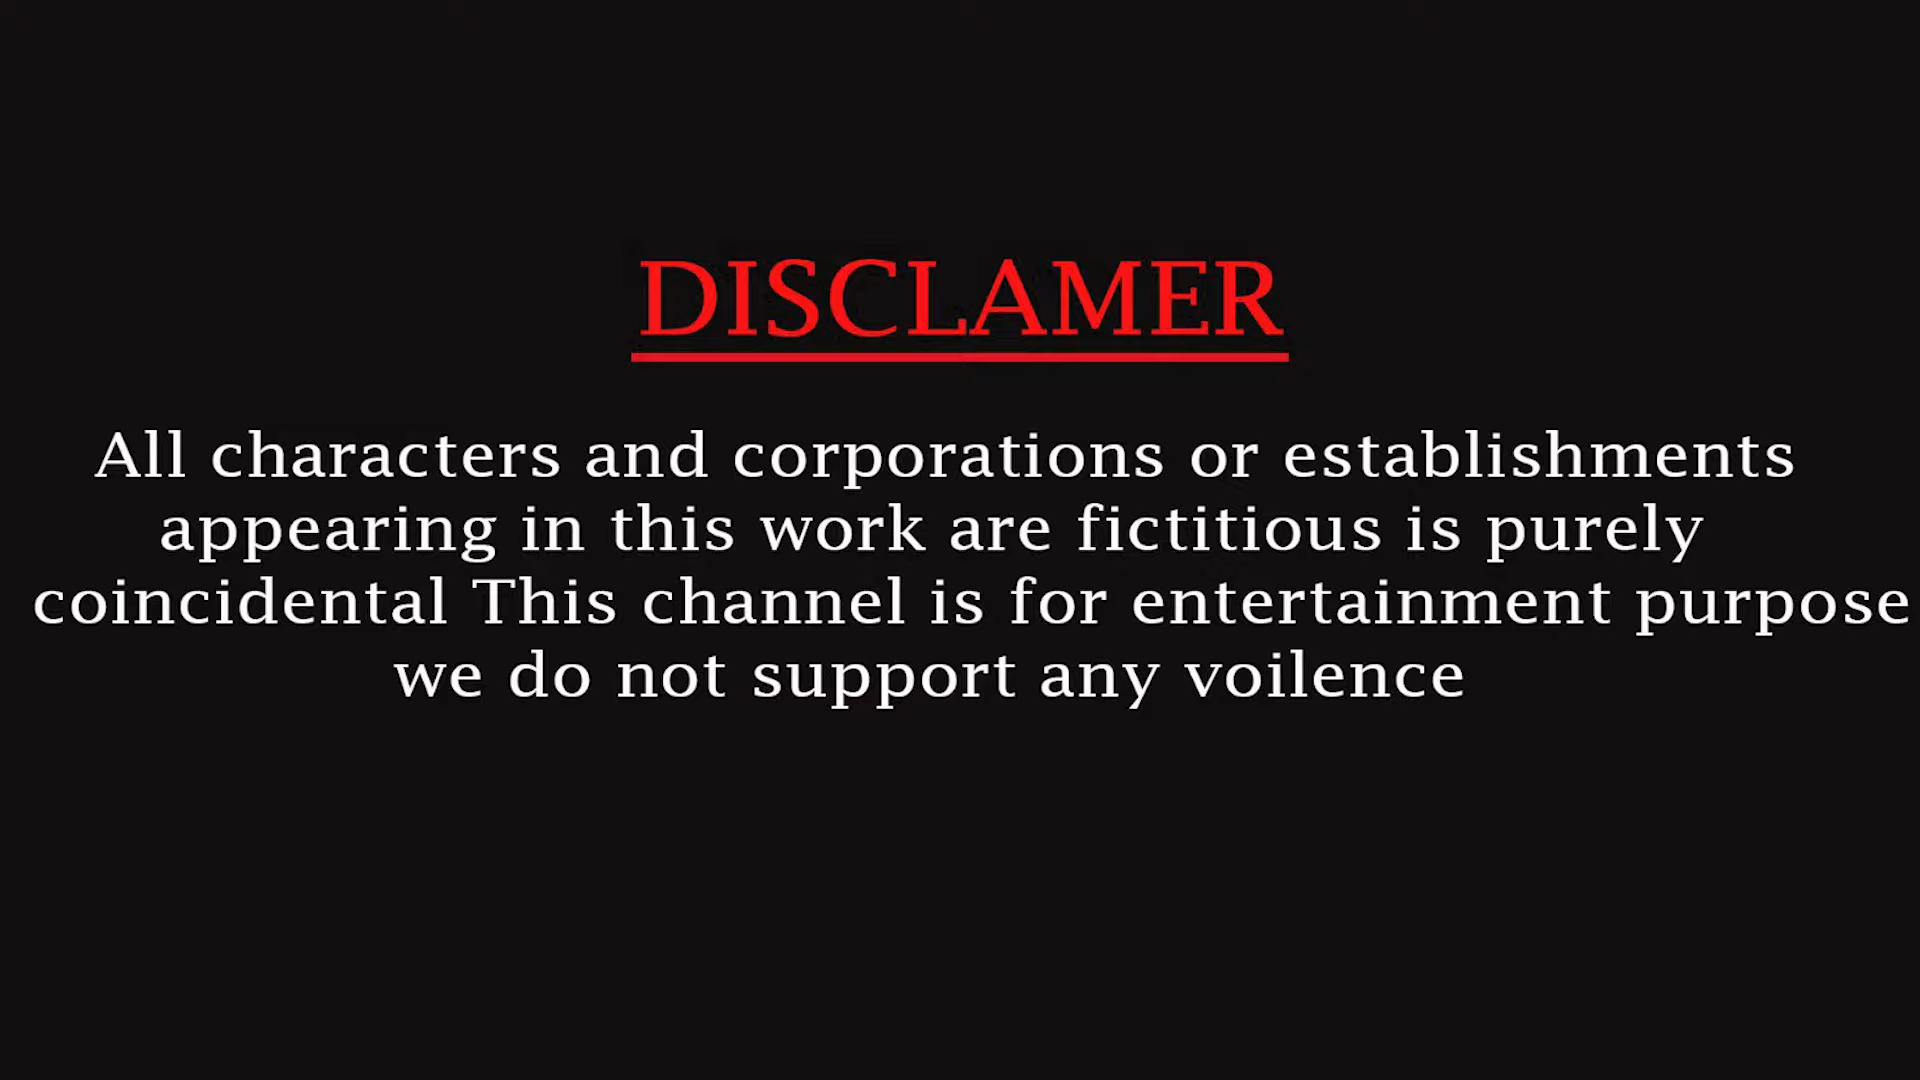 DISCLAMER
All characters and corporations or establishments
appearing in this work are fictitious is purely
coincidental This channel is for entertainment purpose
we do not support any voilence